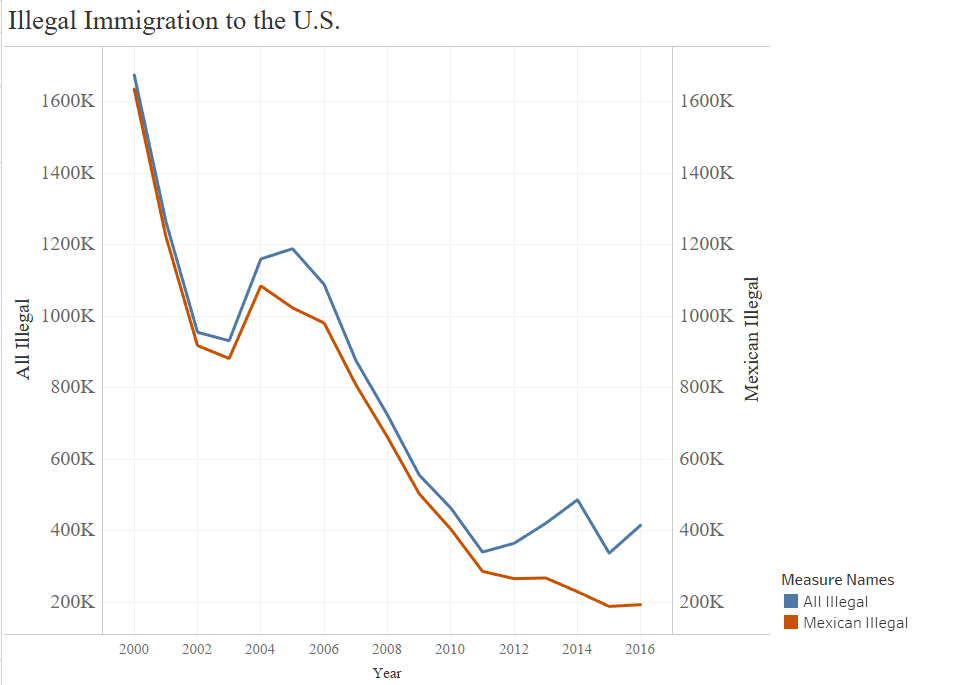 Illegal Immigration to the U.S.
All Illegal
1600K
1400K
1200K
1000K
800K
600K
400K
200K
1600K
1400K
1200K
1000K
800K
600K
400K
200K
Mexican Illegal
2000 2002 2004 2006 2008 2010 2012 2014 2016
Year
Measure Names
All Illegal
Mexican Illegal